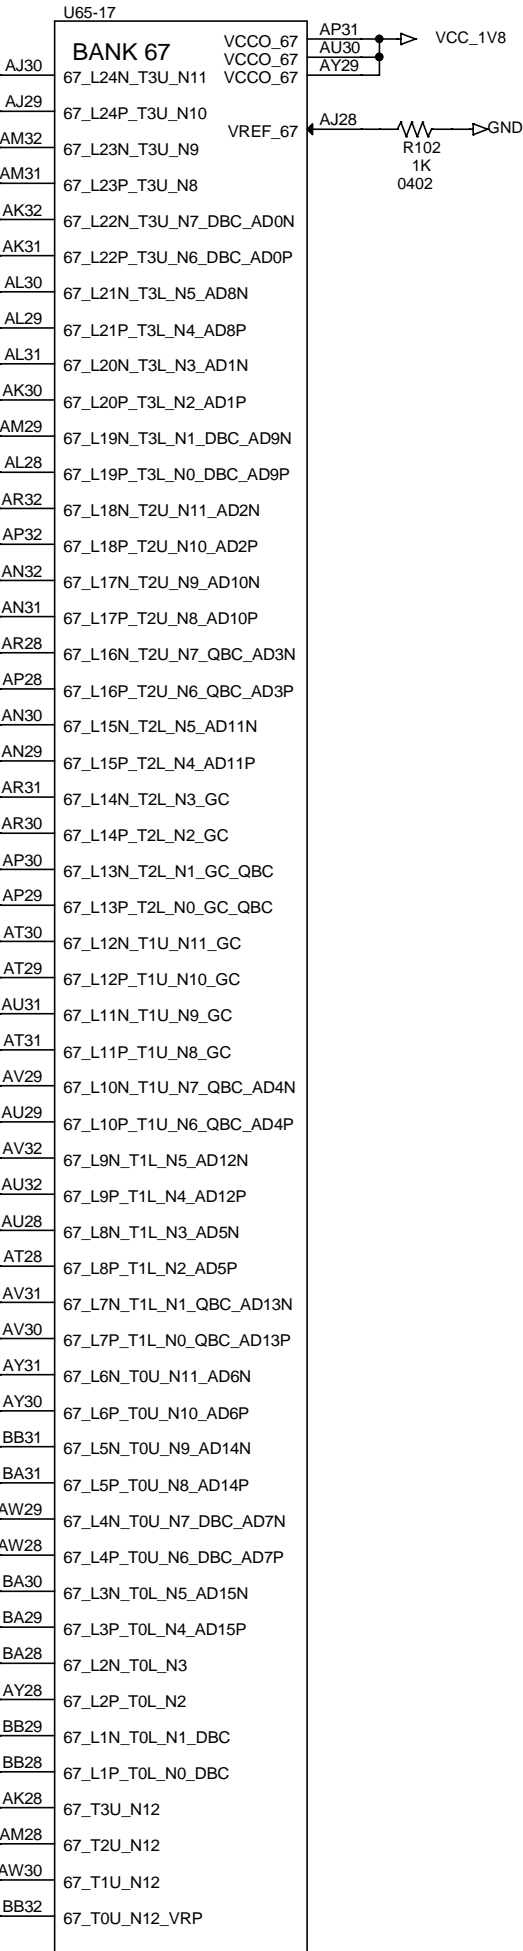 U65-17
BANK 67
VCCO_67 AP31 VCC_1V8
VCCO_67 AU30
VCCO_67 AY29
VREF_67 AJ28 GND
R102
1K
0402
AJ30 67_L24N_T3U_N11
AJ29 67_L24P_T3U_N10
AM32 67_L23N_T3U_N9
AM31 67_L23P_T3U_N8
AK32 67_L22N_T3U_N7_DBC_AD0N
AK31 67_L22P_T3U_N6_DBC_AD0P
AL30 67_L21N_T3L_N5_AD8N
AL29 67_L21P_T3L_N4_AD8P
AL31 67_L20N_T3L_N3_AD1N
AK30 67_L20P_T3L_N2_AD1P
AM29 67_L19N_T3L_N1_DBC_AD9N
AL28 67_L19P_T3L_N0_DBC_AD9P
AR32 67_L18N_T2U_N11_AD2N
AP32 67_L18P_T2U_N10_AD2P
AN32 67_L17N_T2U_N9_AD10N
AN31 67_L17P_T2U_N8_AD10P
AR28 67_L16N_T2U_N7_QBC_AD3N
AP28 67_L16P_T2U_N6_QBC_AD3P
AN30 67_L15N_T2L_N5_AD11N
AN29 67_L15P_T2L_N4_AD11P
AR31 67_L14N_T2L_N3_GC
AR30 67_L14P_T2L_N2_GC
AP30 67_L13N_T2L_N1_GC_QBC
AP29 67_L13P_T2L_N0_GC_QBC
AT30 67_L12N_T1U_N11_GC
AT29 67_L12P_T1U_N10_GC
AU31 67_L11N_T1U_N9_GC
AT31 67_L11P_T1U_N8_GC
AV29 67_L10N_T1U_N7_QBC_AD4N
AU29 67_L10P_T1U_N6_QBC_AD4P
AV32 67_L9N_T1L_N5_AD12N
AU32 67_L9P_T1L_N4_AD12P
AU28 67_L8N_T1L_N3_AD5N
AT28 67_L8P_T1L_N2_AD5P
AV31 67_L7N_T1L_N1_QBC_AD13N
AV30 67_L7P_T1L_N0_QBC_AD13P
AY31 67_L6N_T0U_N11_AD6N
AY30 67_L6P_T0U_N10_AD6P
BB31 67_L5N_T0U_N9_AD14N
BA31 67_L5P_T0U_N8_AD14P
AW29 67_L4N_T0U_N7_DBC_AD7N
AW28 67_L4P_T0U_N6_DBC_AD7P
BA30 67_L3N_T0L_N5_AD15N
BA29 67_L3P_T0L_N4_AD15P
BA28 67_L2N_T0L_N3
AY28 67_L2P_T0L_N2
BB29 67_L1N_T0L_N1_DBC
BB28 67_L1P_T0L_N0_DBC
AK28 67_T3U_N12
AM28 67_T2U_N12
AW30 67_T1U_N12
BB32 67_T0U_N12_VRP